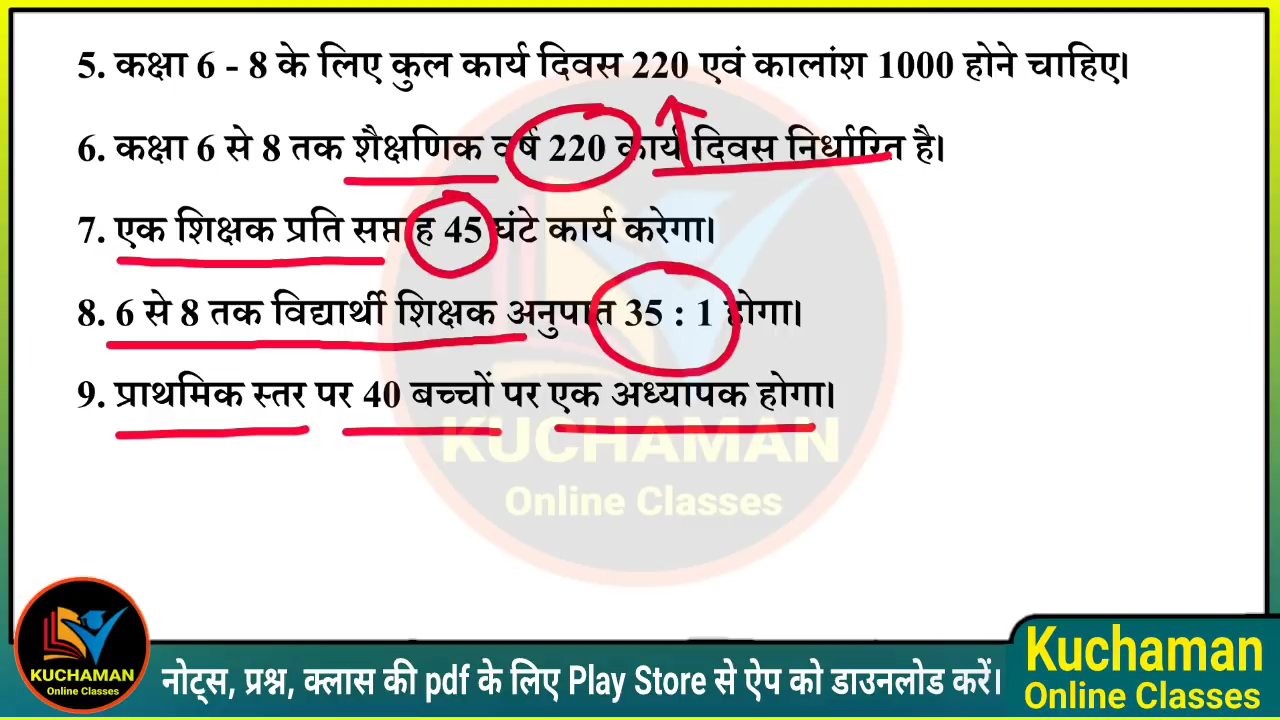 5. कक्षा 6 - 8 के लिए कुल कार्य दिवस 220 एवं कालांश 1000 होने चाहिए।
6. कक्षा 6 से 8 तक शैक्षणिक वर्ष 220 कार्य दिवस निर्धारित है।
7. एक शिक्षक प्रति सप्ताह 45 घंटे कार्य करेगा।
8. 6 से 8 तक विद्यार्थी शिक्षक अनुपात 35 : 1 होगा।
9. प्राथमिक स्तर पर 40 बच्चों पर एक अध्यापक होगा।
KUCHAMAN
Online Classes
KUCHAMAN
Online Classes
नोट्स, प्रश्न, क्लास की pdf के लिए Play Store से ऐप को डाउनलोड करें।
Kuchaman
Online Classes